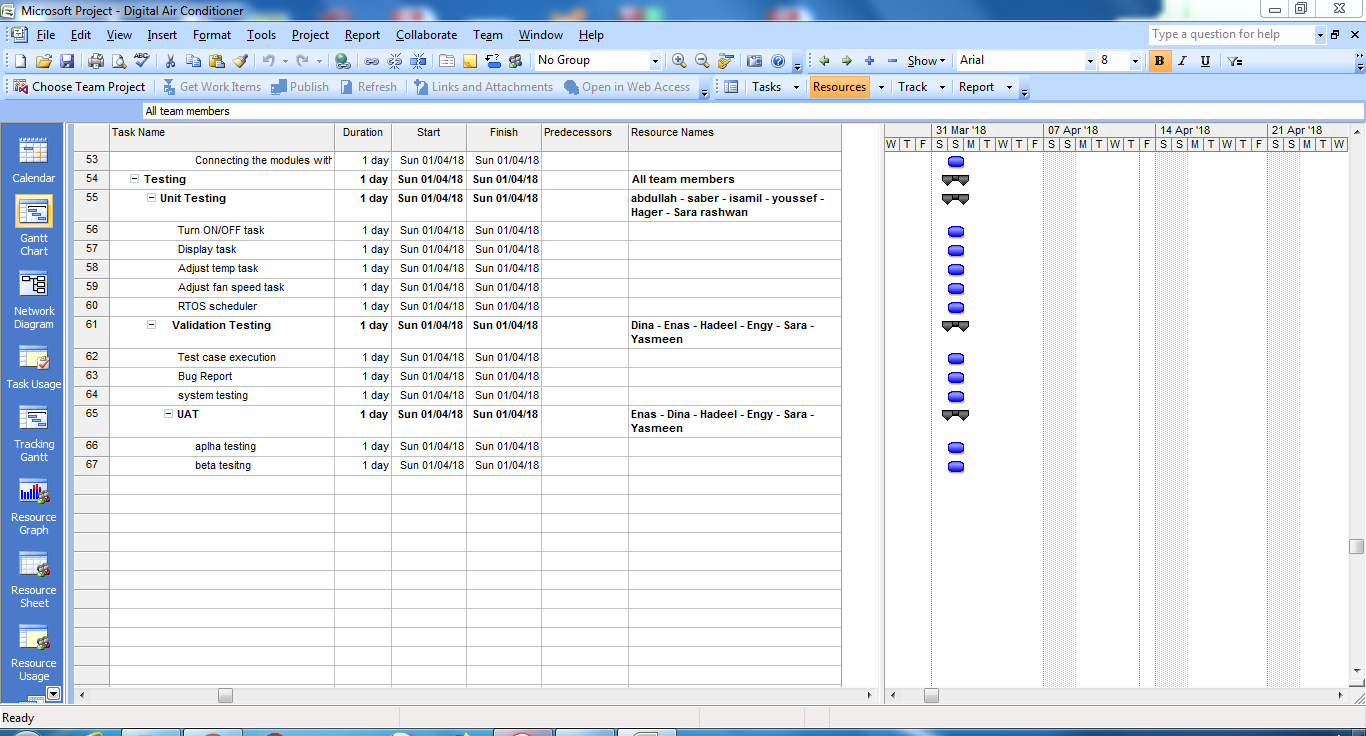 Microsoft Project - Digital Air Conditioner
File Edit View Insert Format Tools Project Report Collaborate Team Window Help
Type a question for help
No Group Show Arial 8 B I U
Choose Team Project Get Work Items Publish Refresh Links and Attachments Open in Web Access Tasks Resources Track Report
All team members
Task Name Duration Start Finish Predecessors Resource Names 31 Mar '18 07 Apr '18 14 Apr '18 21 Apr '18
W T F S S M T W T F S S M T W T F S S M T W T F S S M T W
53 Connecting the modules with 1 day Sun 01/04/18 Sun 01/04/18
54 Testing 1 day Sun 01/04/18 Sun 01/04/18 All team members
55 Unit Testing 1 day Sun 01/04/18 Sun 01/04/18 abdullah - saber - isamil - youssef -
Hager - Sara rashwan
56 Turn ON/OFF task 1 day Sun 01/04/18 Sun 01/04/18
57 Display task 1 day Sun 01/04/18 Sun 01/04/18
58 Adjust temp task 1 day Sun 01/04/18 Sun 01/04/18
59 Adjust fan speed task 1 day Sun 01/04/18 Sun 01/04/18
60 RTOS scheduler 1 day Sun 01/04/18 Sun 01/04/18
61 Validation Testing 1 day Sun 01/04/18 Sun 01/04/18 Dina - Enas - Hadeel - Engy - Sara -
Yasmeen
62 Test case execution 1 day Sun 01/04/18 Sun 01/04/18
63 Bug Report 1 day Sun 01/04/18 Sun 01/04/18
64 system testing 1 day Sun 01/04/18 Sun 01/04/18
65 UAT 1 day Sun 01/04/18 Sun 01/04/18 Enas - Dina - Hadeel - Engy - Sara -
Yasmeen
66 aplha testing 1 day Sun 01/04/18 Sun 01/04/18
67 beta tesitng 1 day Sun 01/04/18 Sun 01/04/18
Calendar
Gantt
Chart
Network
Diagram
Task Usage
Tracking
Gantt
Resource
Graph
Resource
Sheet
Resource
Usage
Ready